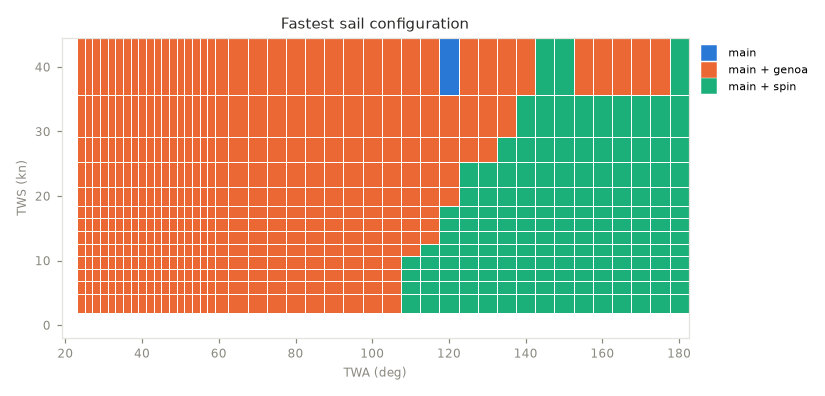 Fastest sail configuration
main
main + genoa
main + spin
TWS (kn)
40
30
20
10
0
20 40 60 80 100 120 140 160 180
TWA (deg)